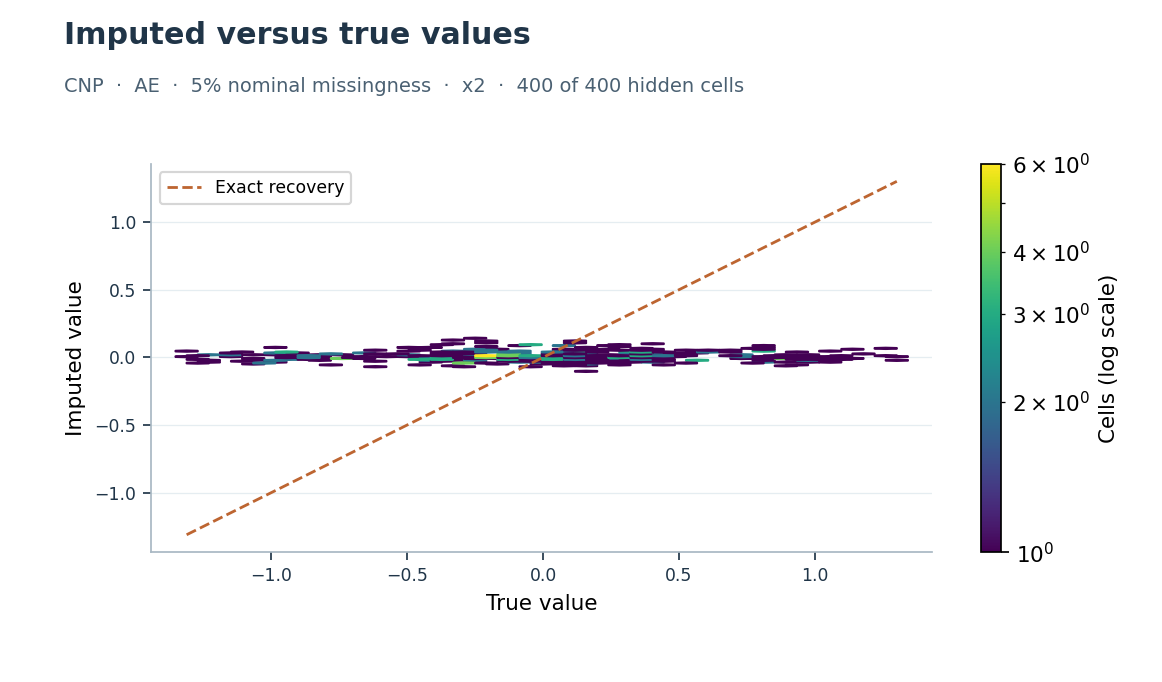 Imputed versus true values
CNP · AE · 5% nominal missingness · x2 · 400 of 400 hidden cells
Exact recovery
1.0
0.5
0.0
−0.5
−1.0
Imputed value
−1.0
−0.5
0.0
0.5
1.0
True value
6 × 10⁰
4 × 10⁰
3 × 10⁰
2 × 10⁰
10⁰
Cells (log scale)